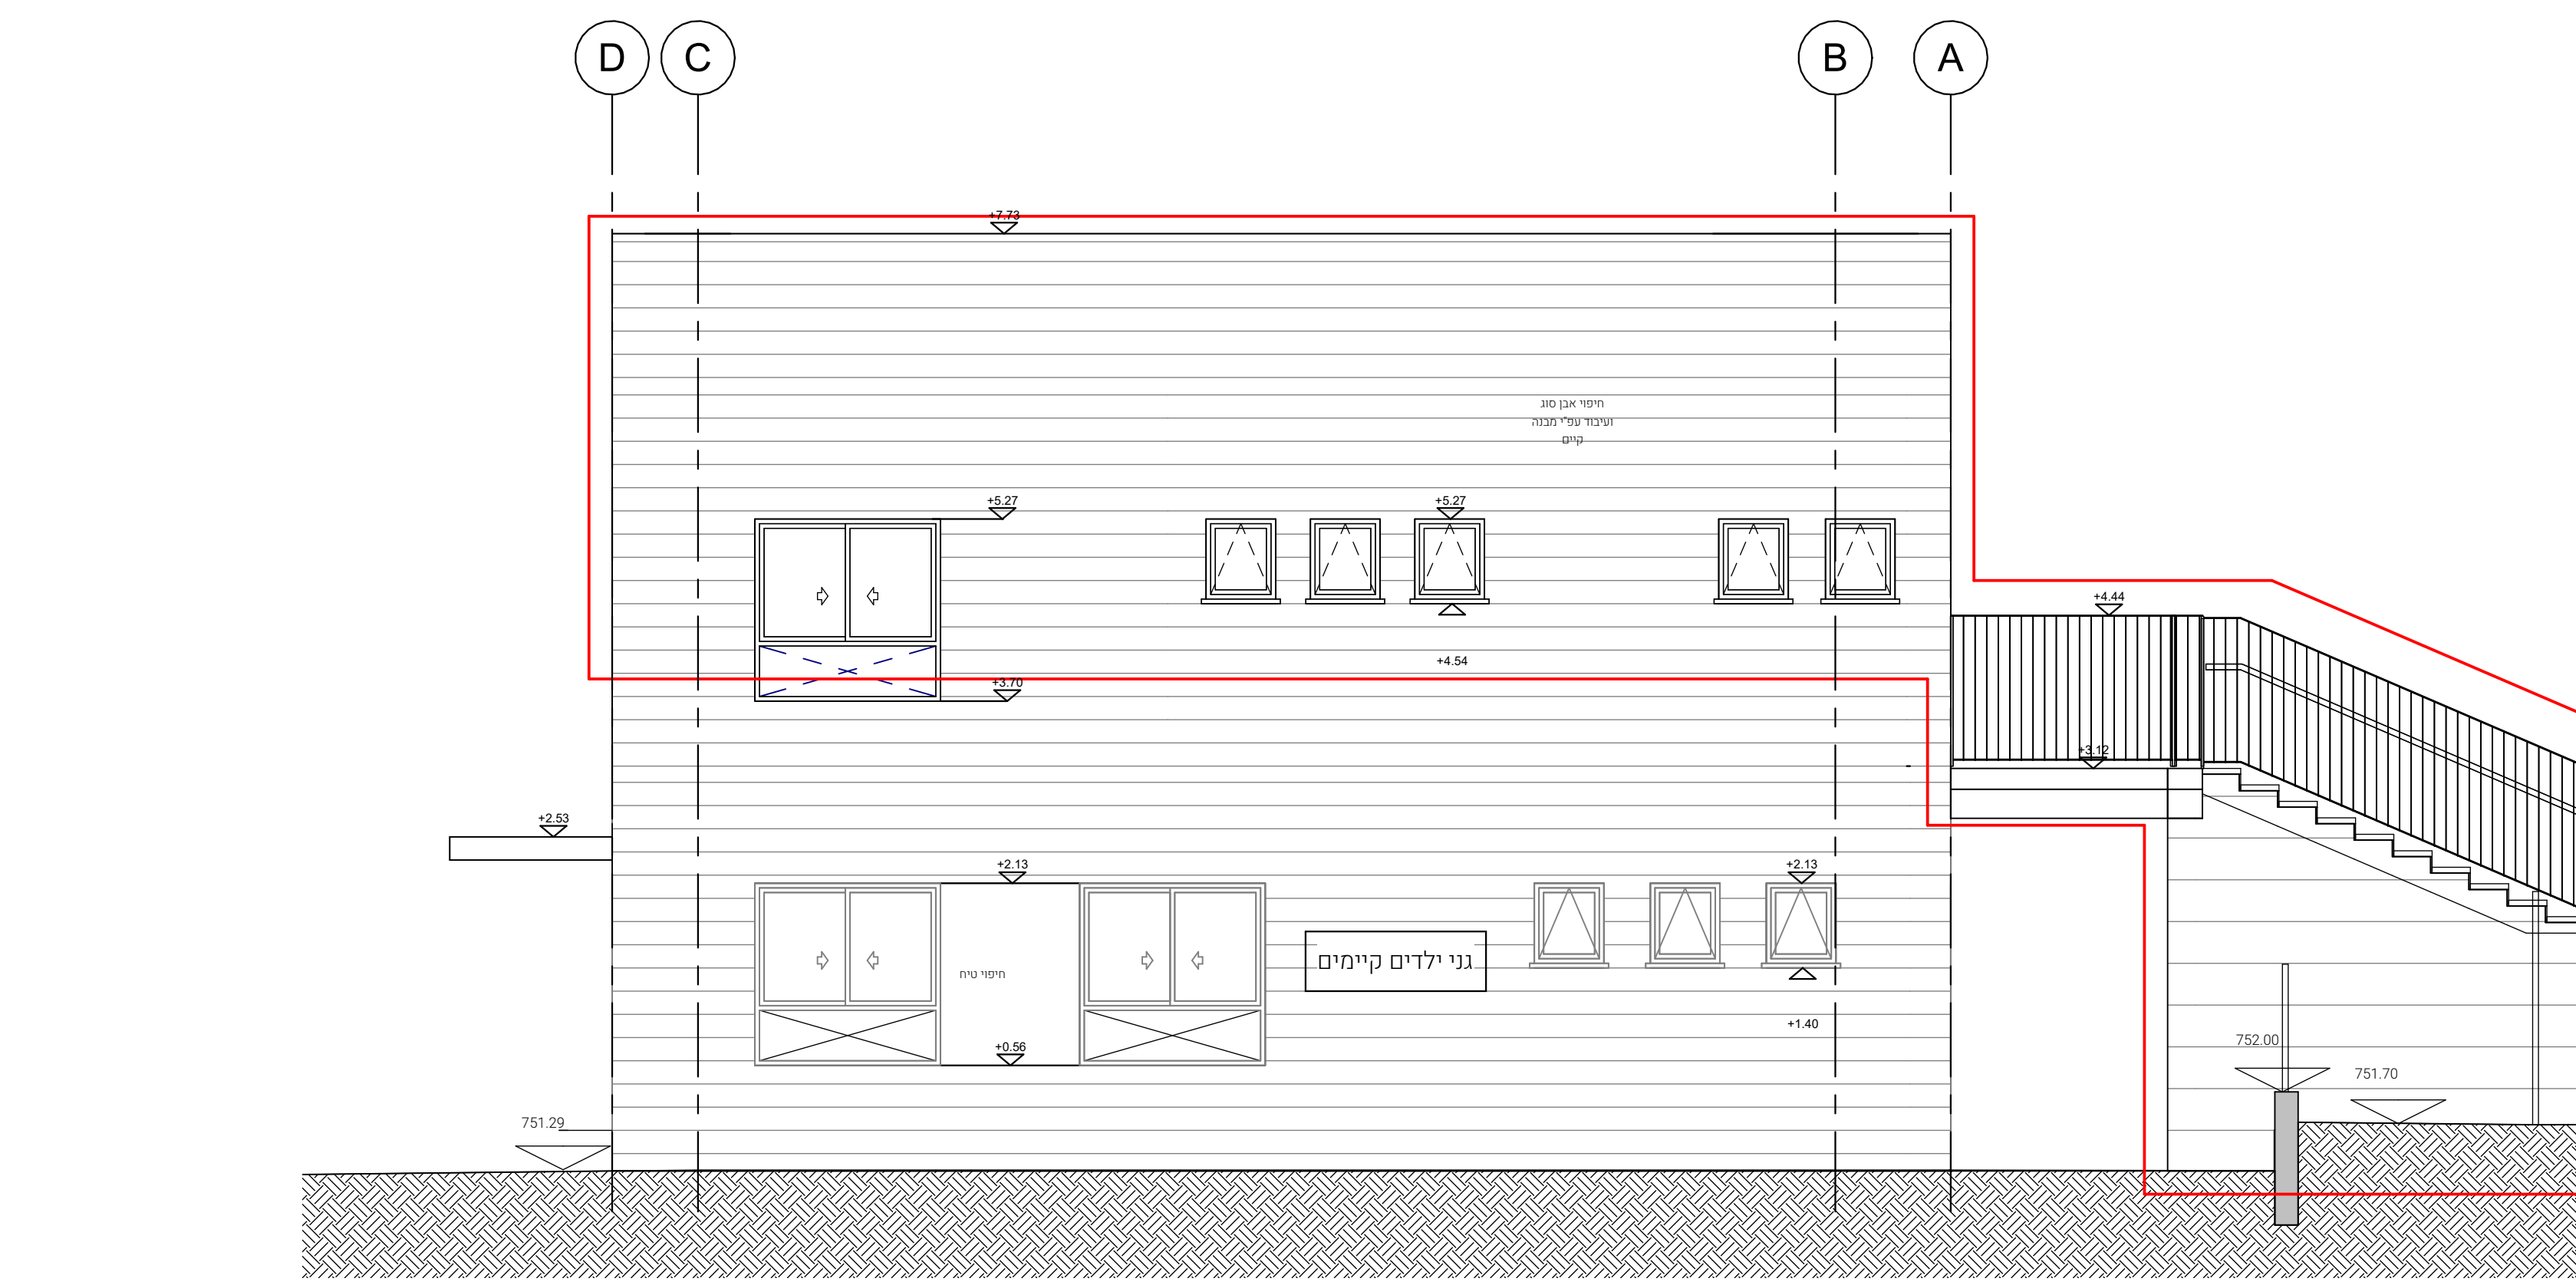 D C B A
+7.73
חיפוי אבן סוג
ועיבוד עפ"י מבנה
קיים
+5.27 +5.27
+4.44
+4.54
+3.70
+3.12
+2.53
+2.13 +2.13
גני ילדים קיימים
חיפוי טיח
+1.40
+0.56
752.00
751.70
751.29